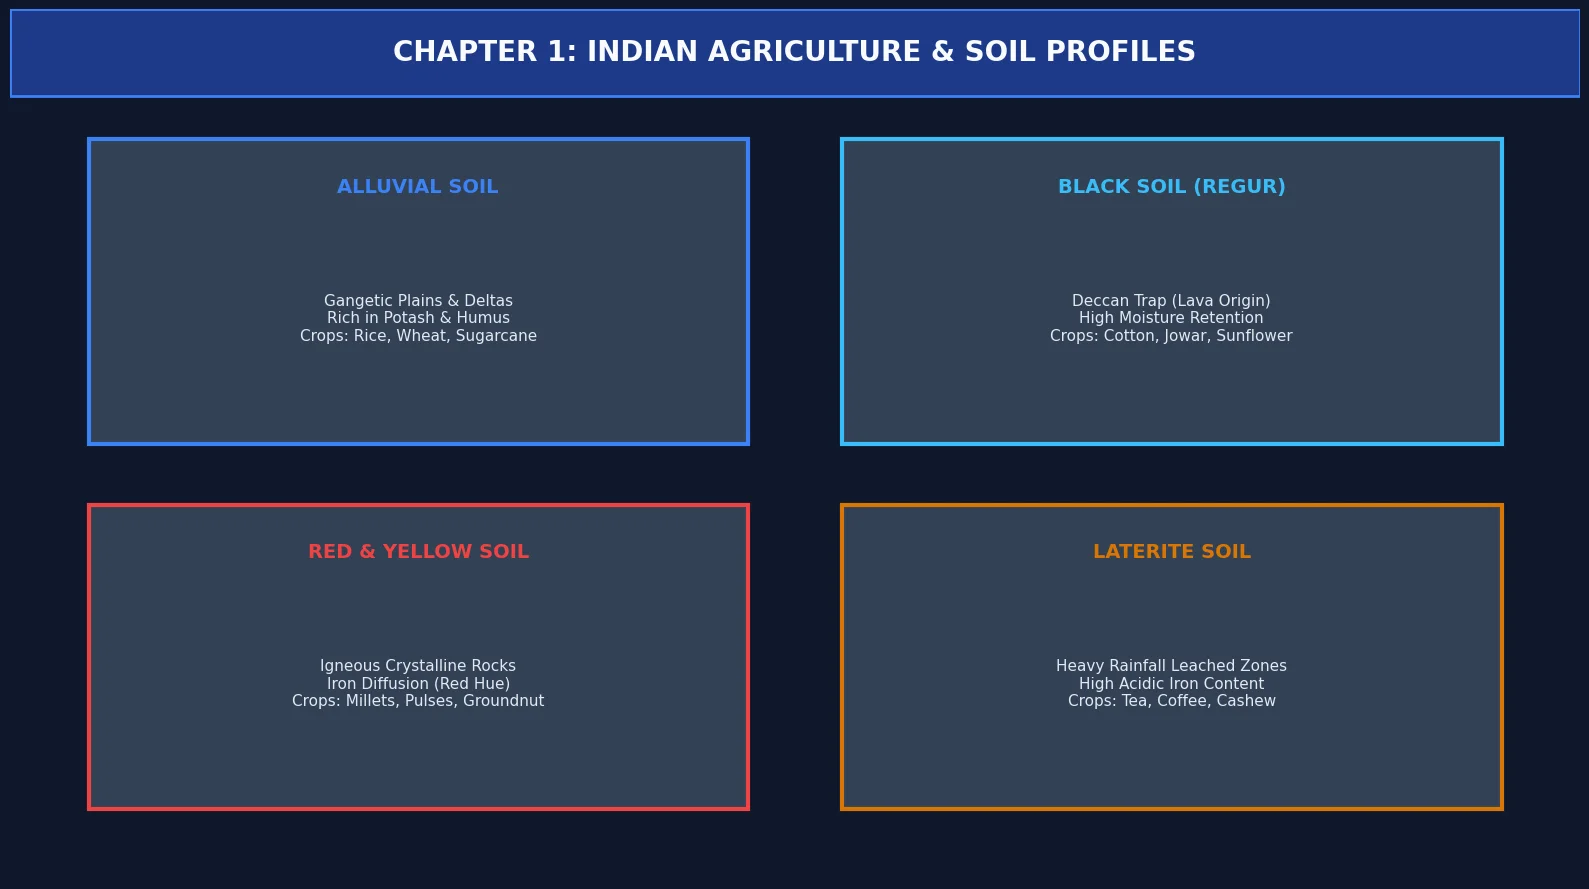 CHAPTER 1: INDIAN AGRICULTURE & SOIL PROFILES
ALLUVIAL SOIL
Gangetic Plains & Deltas
Rich in Potash & Humus
Crops: Rice, Wheat, Sugarcane
BLACK SOIL (REGUR)
Deccan Trap (Lava Origin)
High Moisture Retention
Crops: Cotton, Jowar, Sunflower
RED & YELLOW SOIL
Igneous Crystalline Rocks
Iron Diffusion (Red Hue)
Crops: Millets, Pulses, Groundnut
LATERITE SOIL
Heavy Rainfall Leached Zones
High Acidic Iron Content
Crops: Tea, Coffee, Cashew